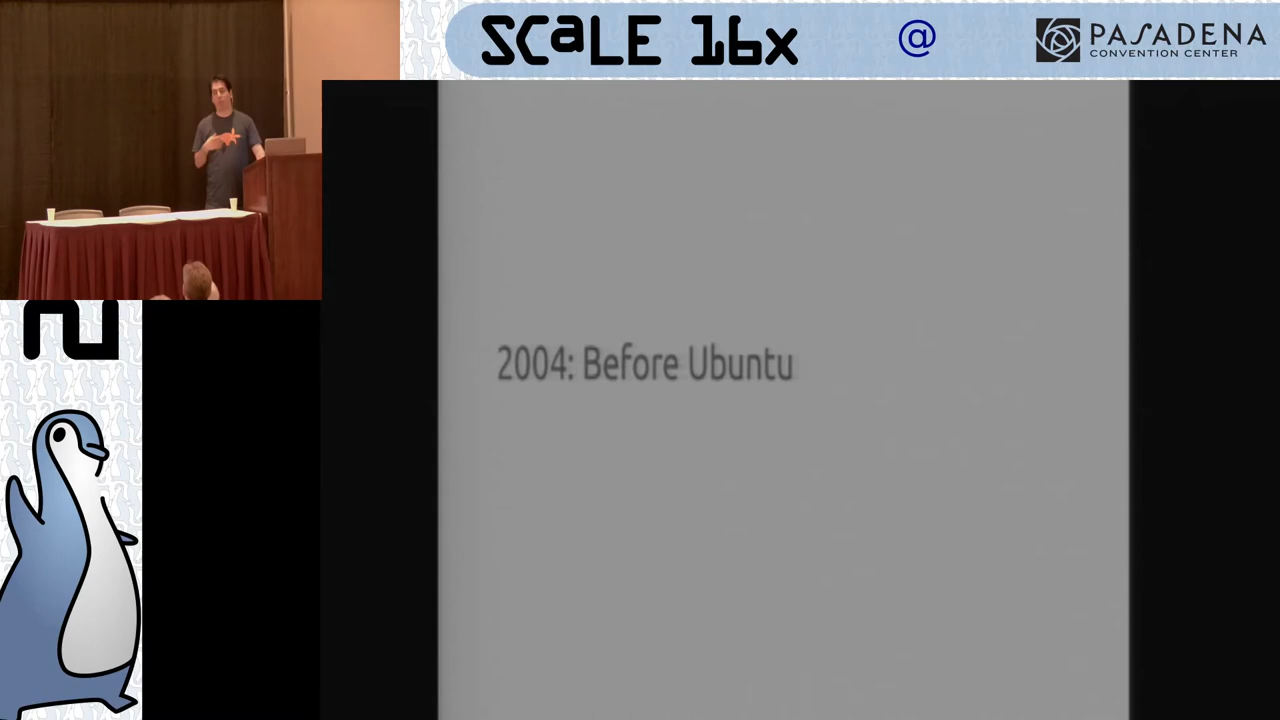 SCaLE 16x @ PASADENA
CONVENTION CENTER
2004: Before Ubuntu